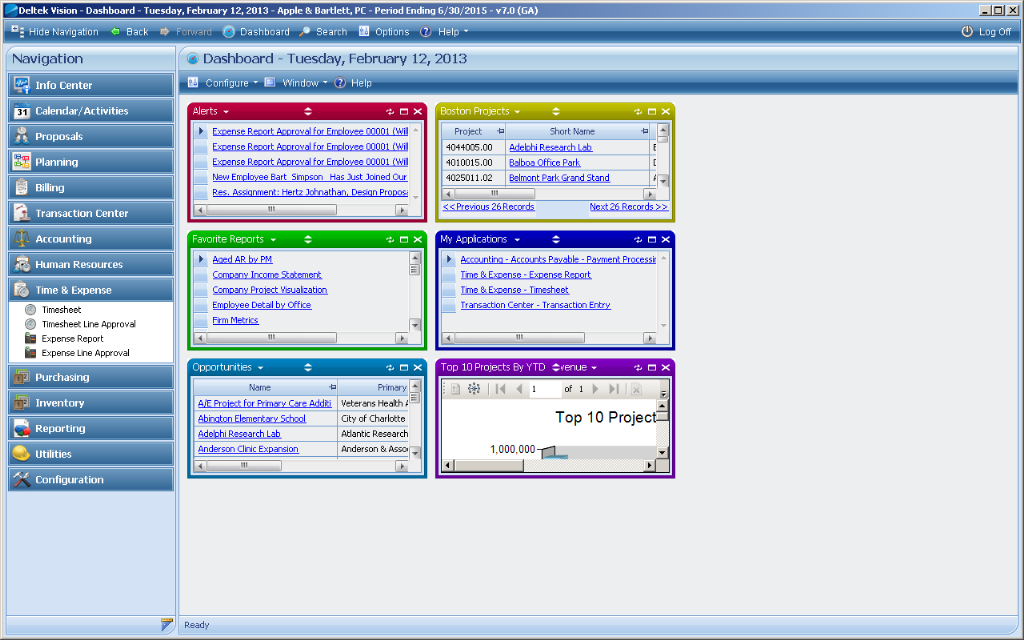 Deltek Vision - Dashboard - Tuesday, February 12, 2013 - Apple & Bartlett, PC - Period Ending 6/30/2015 - v7.0 (GA)
Hide Navigation Back Forward Dashboard Search Options Help Log Off
Navigation
Info Center
31 Calendar/Activities
Proposals
Planning
Billing
Transaction Center
Accounting
Human Resources
Time & Expense
Timesheet
Timesheet Line Approval
Expense Report
Expense Line Approval
Purchasing
Inventory
Reporting
Utilities
Configuration
Dashboard - Tuesday, February 12, 2013
Configure Window Help
Alerts
Expense Report Approval for Employee 00001 (Will
Expense Report Approval for Employee 00001 (Will
Expense Report Approval for Employee 00001 (Will
New Employee Bart Simpson Has Just Joined Our
Res. Assignment: Hertz Johnathan, Design Proposa
Boston Projects
Project Short Name
4044005.00 Adelphi Research Lab
4010015.00 Balboa Office Park
4025011.02 Belmont Park Grand Stand
<<Previous 26 Records Next 26 Records >>
Favorite Reports
Aged AR by PM
Company Income Statement
Company Project Visualization
Employee Detail by Office
Firm Metrics
My Applications
Accounting - Accounts Payable - Payment Processin
Time & Expense - Expense Report
Time & Expense - Timesheet
Transaction Center - Transaction Entry
Opportunities
Name Primary
A/E Project for Primary Care Additi Veterans Health A
Abington Elementary School City of Charlotte
Adelphi Research Lab Atlantic Research
Anderson Clinic Expansion Anderson & Asso
Top 10 Projects By YTD evenue
1 of 1
Top 10 Project
1,000,000
Ready